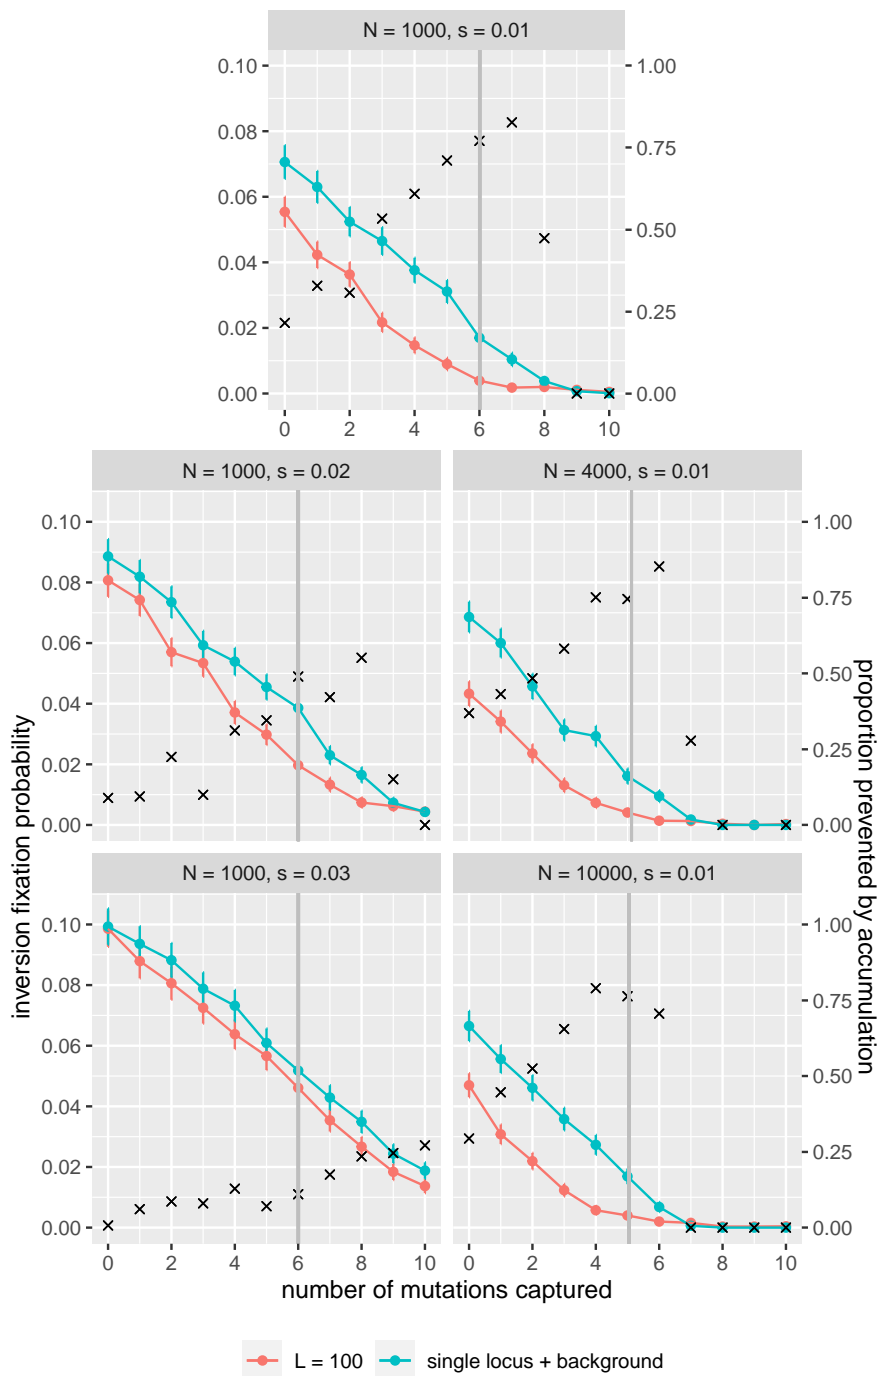 N = 1000, s = 0.01
0.10
0.08
0.06
0.04
0.02
0.00
1.00
0.75
0.50
0.25
0.00
0 2 4 6 8 10
N = 1000, s = 0.02
0.10
0.08
0.06
0.04
0.02
0.00
N = 4000, s = 0.01
1.00
0.75
0.50
0.25
0.00
N = 1000, s = 0.03
0.10
0.08
0.06
0.04
0.02
0.00
0 2 4 6 8 10
N = 10000, s = 0.01
1.00
0.75
0.50
0.25
0.00
0 2 4 6 8 10
inversion fixation probability
proportion prevented by accumulation
number of mutations captured
L = 100 single locus + background